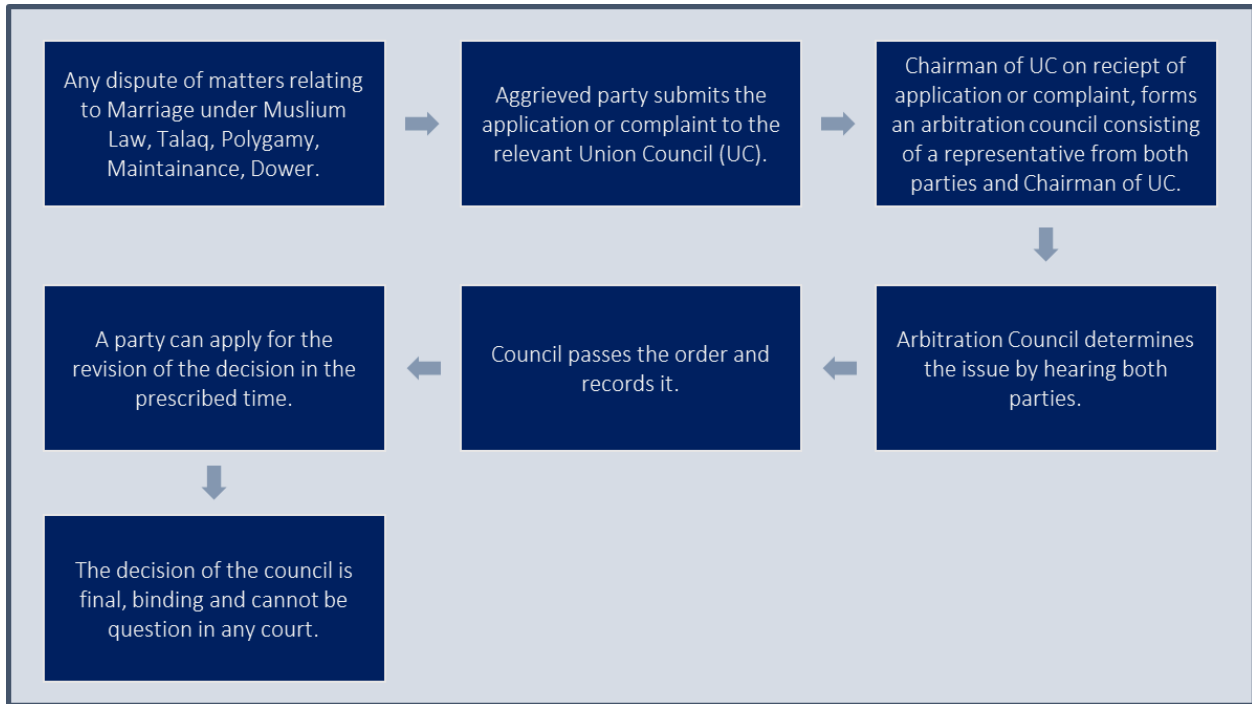 Any dispute of matters relating
to Marriage under Muslium
Law, Talaq, Polygamy,
Maintainance, Dower.
Aggrieved party submits the
application or complaint to the
relevant Union Council (UC).
Chairman of UC on reciept of
application or complaint, forms
an arbitration council consisting
of a representative from both
parties and Chairman of UC.
Arbitration Council determines
the issue by hearing both
parties.
Council passes the order and
records it.
A party can apply for the
revision of the decision in the
prescribed time.
The decision of the council is
final, binding and cannot be
question in any court.